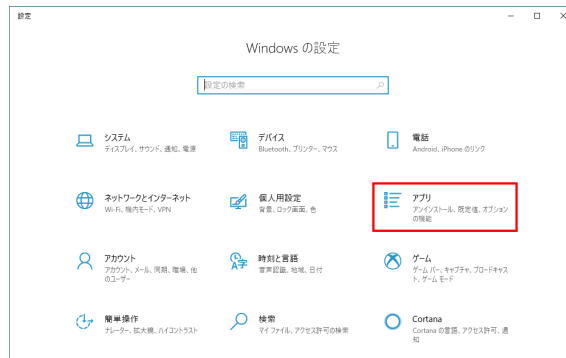 設定
Windows の設定
設定の検索
システム
ディスプレイ、サウンド、通知、電源
デバイス
Bluetooth、プリンター、マウス
電話
Android、iPhone のリンク
ネットワークとインターネット
Wi-Fi、機内モード、VPN
個人用設定
背景、ロック画面、色
アプリ
アンインストール、既定値、オプション
の機能
アカウント
アカウント、メール、同期、職場、他
のユーザー
時刻と言語
音声認識、地域、日付
ゲーム
ゲーム バー、キャプチャ、ブロードキャス
ト、ゲーム モード
簡単操作
ナレーター、拡大鏡、ハイコントラスト
検索
マイ ファイル、アクセス許可の検索
Cortana
Cortana の言語、アクセス許可、通
知